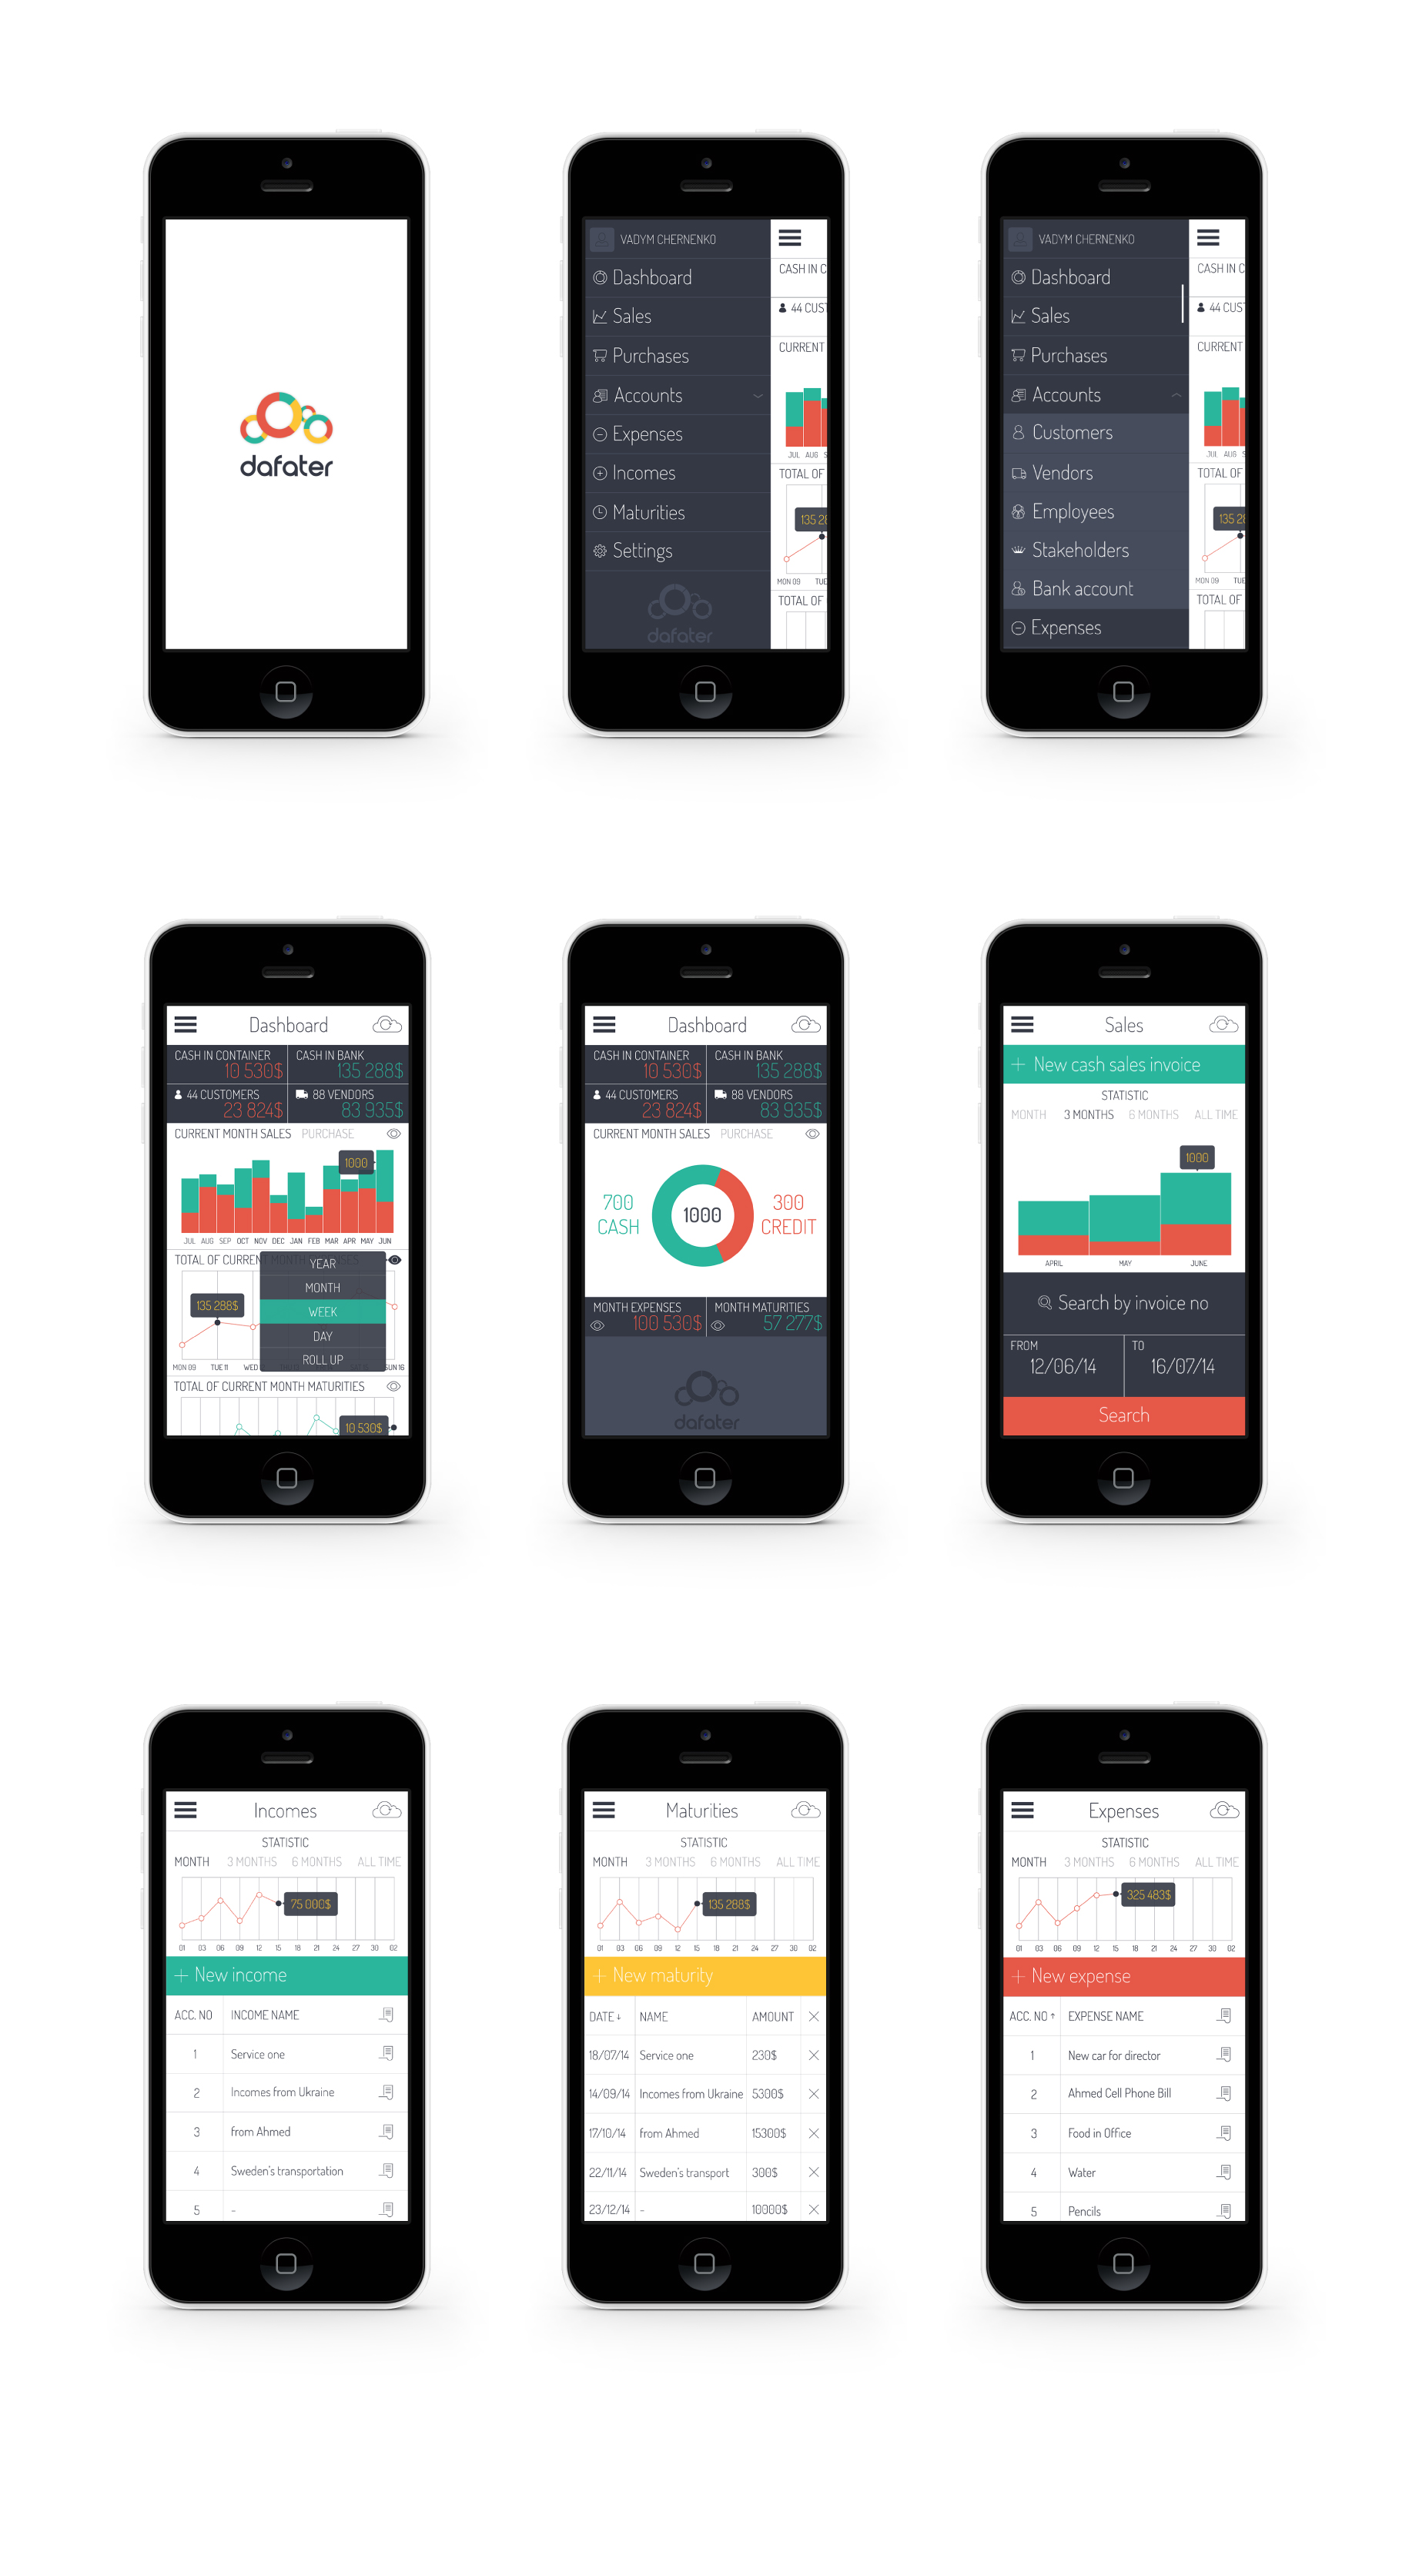 dafater
VADYM CHERNENKO
Dashboard
Sales
Purchases
Accounts
Expenses
Incomes
Maturities
Settings
dafater
CASH IN C
44 CUST
CURRENT
JUL AUG S
TOTAL OF
135 28
MON 09 TUE
TOTAL OF
VADYM CHERNENKO
Dashboard
Sales
Purchases
Accounts
Customers
Vendors
Employees
Stakeholders
Bank account
Expenses
CASH IN C
44 CUS
CURRENT
JUL AUG S
TOTAL OF
135 28
MON 09 TUE
TOTAL OF
Dashboard
CASH IN CONTAINER CASH IN BANK
10 530$ 135 288$
44 CUSTOMERS 88 VENDORS
23 824$ 83 935$
CURRENT MONTH SALES PURCHASE
1000
JUL AUG SEP OCT NOV DEC JAN FEB MAR APR MAY JUN
TOTAL OF CURRENT
YEAR
MONTH
WEEK
DAY
ROLL UP
135 288$
MON 09 TUE 11 WED SUN 16
TOTAL OF CURRENT MONTH MATURITIES
10 530$
Dashboard
CASH IN CONTAINER CASH IN BANK
10 530$ 135 288$
44 CUSTOMERS 88 VENDORS
23 824$ 83 935$
CURRENT MONTH SALES PURCHASE
700 CASH
1000
300 CREDIT
MONTH EXPENSES MONTH MATURITIES
100 530$ 57 277$
dafater
Sales
+ New cash sales invoice
STATISTIC
MONTH 3 MONTHS 6 MONTHS ALL TIME
1000
APRIL MAY JUNE
Search by invoice no
FROM TO
12/06/14 16/07/14
Search
Incomes
STATISTIC
MONTH 3 MONTHS 6 MONTHS ALL TIME
75 000$
01 03 06 09 12 15 18 21 24 27 30 02
+ New income
ACC. NO INCOME NAME
1 Service one
2 Incomes from Ukraine
3 from Ahmed
4 Sweden's transportation
5 -
Maturities
STATISTIC
MONTH 3 MONTHS 6 MONTHS ALL TIME
135 288$
01 03 06 09 12 15 18 21 24 27 30 02
+ New maturity
DATE ↓ NAME AMOUNT
18/07/14 Service one 230$
14/09/14 Incomes from Ukraine 5300$
17/10/14 from Ahmed 15300$
22/11/14 Sweden's transport 300$
23/12/14 - 10000$
Expenses
STATISTIC
MONTH 3 MONTHS 6 MONTHS ALL TIME
325 483$
01 03 06 09 12 15 18 21 24 27 30 02
+ New expense
ACC. NO ↑ EXPENSE NAME
1 New car for director
2 Ahmed Cell Phone Bill
3 Food in Office
4 Water
5 Pencils